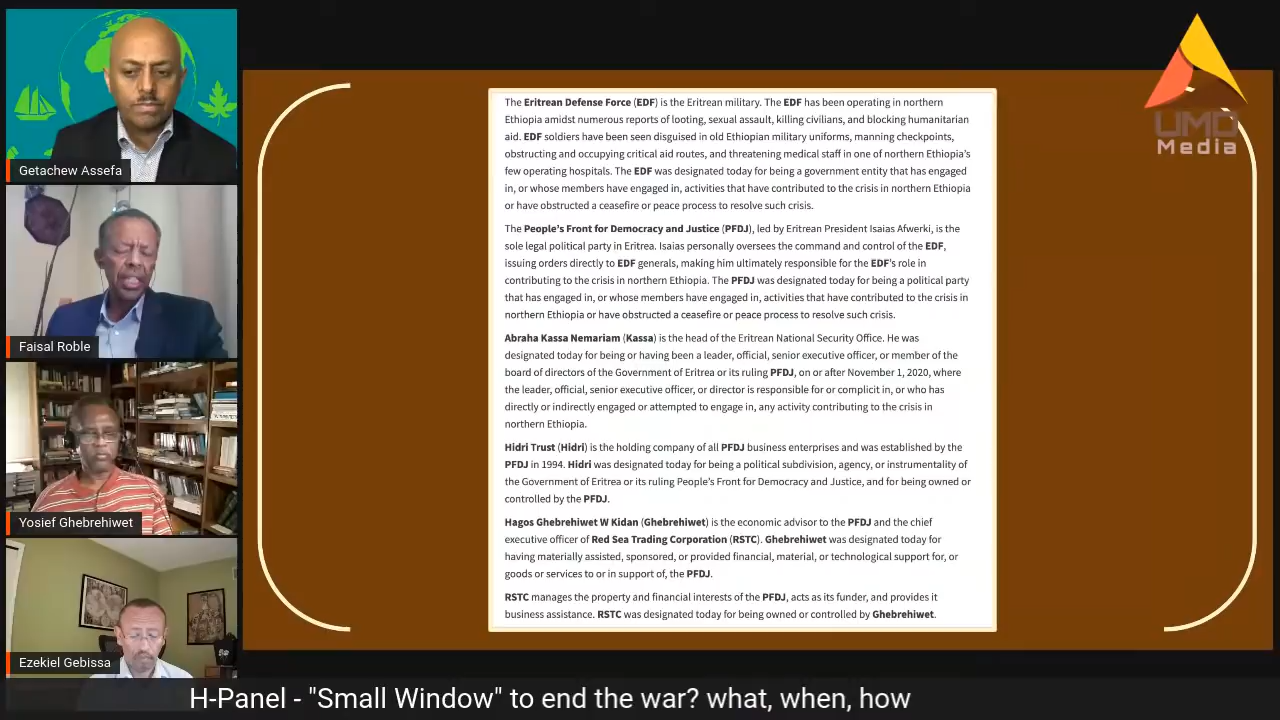 Getachew Assefa
Faisal Roble
Yosief Ghebrehiwet
Ezekiel Gebissa
The Eritrean Defense Force (EDF) is the Eritrean military. The EDF has been operating in northern
Ethiopia amidst numerous reports of looting, sexual assault, killing civilians, and blocking humanitarian
aid. EDF soldiers have been seen disguised in old Ethiopian military uniforms, manning checkpoints,
obstructing and occupying critical aid routes, and threatening medical staff in one of northern Ethiopia's
few operating hospitals. The EDF was designated today for being a government entity that has engaged
in, or whose members have engaged in, activities that have contributed to the crisis in northern Ethiopia
or have obstructed a ceasefire or peace process to resolve such crisis.
The People's Front for Democracy and Justice (PFDJ), led by Eritrean President Isaias Afwerki, is the
sole legal political party in Eritrea. Isaias personally oversees the command and control of the EDF,
issuing orders directly to EDF generals, making him ultimately responsible for the EDF's role in
contributing to the crisis in northern Ethiopia. The PFDJ was designated today for being a political party
that has engaged in, or whose members have engaged in, activities that have contributed to the crisis in
northern Ethiopia or have obstructed a ceasefire or peace process to resolve such crisis.
Abraha Kassa Nemariam (Kassa) is the head of the Eritrean National Security Office. He was
designated today for being or having been a leader, official, senior executive officer, or member of the
board of directors of the Government of Eritrea or its ruling PFDJ, on or after November 1, 2020, where
the leader, official, senior executive officer, or director is responsible for or complicit in, or who has
directly or indirectly engaged or attempted to engage in, any activity contributing to the crisis in
northern Ethiopia.
Hidri Trust (Hidri) is the holding company of all PFDJ business enterprises and was established by the
PFDJ in 1994. Hidri was designated today for being a political subdivision, agency, or instrumentality of
the Government of Eritrea or its ruling People's Front for Democracy and Justice, and for being owned or
controlled by the PFDJ.
Hagos Ghebrehiwet W Kidan (Ghebrehiwet) is the economic advisor to the PFDJ and the chief
executive officer of Red Sea Trading Corporation (RSTC). Ghebrehiwet was designated today for
having materially assisted, sponsored, or provided financial, material, or technological support for, or
goods or services to or in support of, the PFDJ.
RSTC manages the property and financial interests of the PFDJ, acts as its funder, and provides it
business assistance. RSTC was designated today for being owned or controlled by Ghebrehiwet.
UMD
Media
H-Panel - "Small Window" to end the war? what, when, how